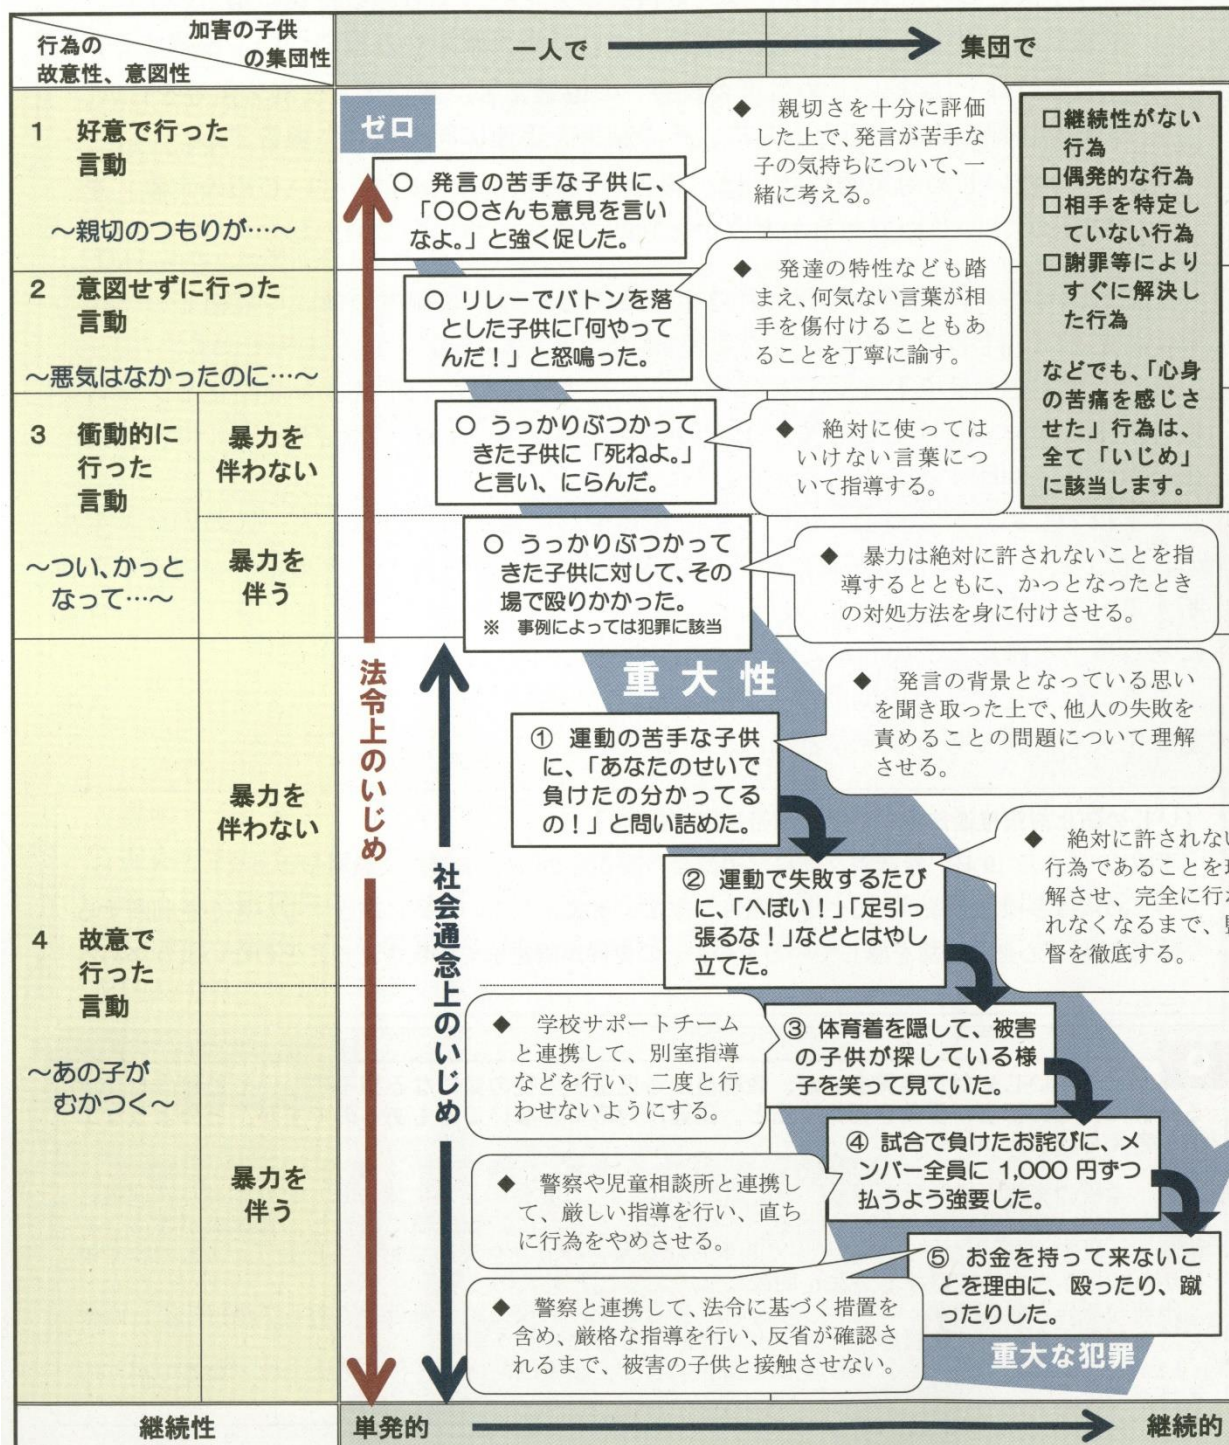 加害の子供
の集団性
行為の
故意性、意図性
一人で
集団で
1 好意で行った
言動
~親切のつもりが…~
2 意図せずに行った
言動
~悪気はなかったのに…~
3 衝動的に
行った
言動
~つい、かっと
なって…~
暴力を
伴わない
暴力を
伴う
4 故意で
行った
言動
~あの子が
むかつく~
暴力を
伴わない
暴力を
伴う
継続性
単発的
継続的
ゼロ
重大性
重大な犯罪
法令上のいじめ
社会通念上のいじめ
○ 発言の苦手な子供に、
「○○さんも意見を言い
なよ。」と強く促した。
◆ 親切さを十分に評価
した上で、発言が苦手な
子の気持ちについて、一
緒に考える。
○ リレーでバトンを落
とした子供に「何やって
んだ!」と怒鳴った。
◆ 発達の特性なども踏
まえ、何気ない言葉が相
手を傷付けることもあ
ることを丁寧に諭す。
○ うっかりぶつかって
きた子供に「死ねよ。」
と言い、にらんだ。
◆ 絶対に使っては
いけない言葉につ
いて指導する。
○ うっかりぶつかって
きた子供に対して、その
場で殴りかかった。
※ 事例によっては犯罪に該当
◆ 暴力は絶対に許されないことを指
導するとともに、かっとなったとき
の対処方法を身に付けさせる。
□継続性がない
行為
□偶発的な行為
□相手を特定し
ていない行為
□謝罪等により
すぐに解決し
た行為
などでも、「心身
の苦痛を感じさ
せた」行為は、
全て「いじめ」
に該当します。
① 運動の苦手な子供
に、「あなたのせいで
負けたの分かってる
の!」と問い詰めた。
◆ 発言の背景となっている思い
を聞き取った上で、他人の失敗を
責めることの問題について理解
させる。
② 運動で失敗するたび
に、「へぼい!」「足引っ
張るな!」などとはやし
立てた。
◆ 絶対に許されない
行為であることを
解させ、完全に行
れなくなるまで、
督を徹底する。
③ 体育着を隠して、被害
の子供が探している様
子を笑って見ていた。
◆ 学校サポートチーム
と連携して、別室指導
などを行い、二度と行
わせないようにする。
④ 試合で負けたお詫びに、メ
ンバー全員に 1,000 円ずつ
払うよう強要した。
◆ 警察や児童相談所と連携し
て、厳しい指導を行い、直ち
に行為をやめさせる。
⑤ お金を持って来ないこ
とを理由に、殴ったり、蹴
ったりした。
◆ 警察と連携して、法令に基づく措置を
含め、厳格な指導を行い、反省が確認さ
れるまで、被害の子供と接触させない。